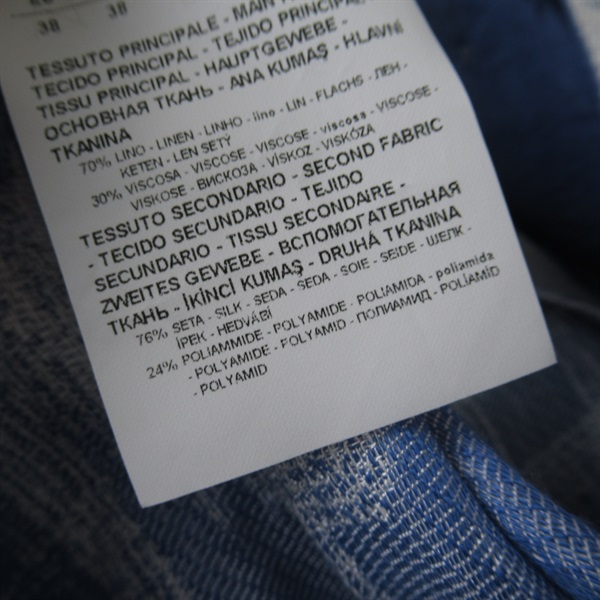 38 38
TESSUTO PRINCIPALE - MAIN
TECIDO PRINCIPAL - TEJIDO PRINCIPAL
TISSU PRINCIPAL - HAUPTGEWEBE -
ОСНОВНАЯ ТКАНЬ - ANA KUMAŞ - HLAVNÍ
TKANINA
70% LINO - LINEN - LINHO - lino - LIN - FLACHS - ЛЕН -
KETEN - LEN SETÝ
30% VISCOSA - VISCOSE - VISCOSE - viscosa - VISCOSE -
VISKOSE - ВИСКОЗА - VİSKOZ - VISKÓZA
TESSUTO SECONDARIO - SECOND FABRIC
- TECIDO SECUNDARIO - TEJIDO
SECUNDARIO - TISSU SECONDAIRE -
ZWEITES GEWEBE - ВСПОМОГАТЕЛЬНАЯ
ТКАНЬ - İKİNCİ KUMAŞ - DRUHÁ TKANINA
76% SETA - SILK - SEDA - SEDA - SOIE - SEIDE - ШЕЛК -
İPEK - HEDVÁBÍ
24% POLIAMMIDE - POLYAMIDE - POLIAMIDA - poliamida
- POLYAMIDE - POLYAMID - ПОЛИАМИД - POLİAMİD
- POLYAMID